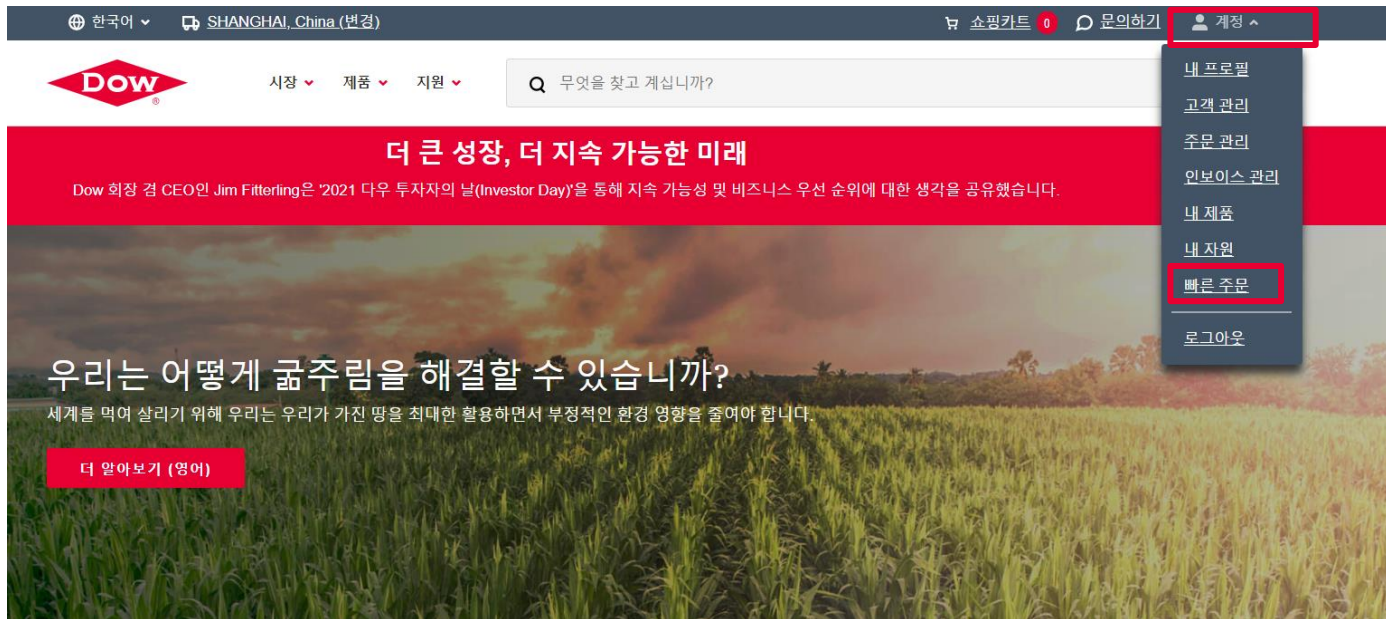 한국어
SHANGHAI, China (변경)
쇼핑카트 0
문의하기
계정
Dow
®
시장
제품
지원
무엇을 찾고 계십니까?
내 프로필
고객 관리
주문 관리
인보이스 관리
내 제품
내 자원
빠른 주문
로그아웃
더 큰 성장, 더 지속 가능한 미래
Dow 회장 겸 CEO인 Jim Fitterling은 '2021 다우 투자자의 날(Investor Day)'을 통해 지속 가능성 및 비즈니스 우선 순위에 대한 생각을 공유했습니다.
우리는 어떻게 굶주림을 해결할 수 있습니까?
세계를 먹여 살리기 위해 우리는 우리가 가진 땅을 최대한 활용하면서 부정적인 환경 영향을 줄여야 합니다.
더 알아보기 (영어)